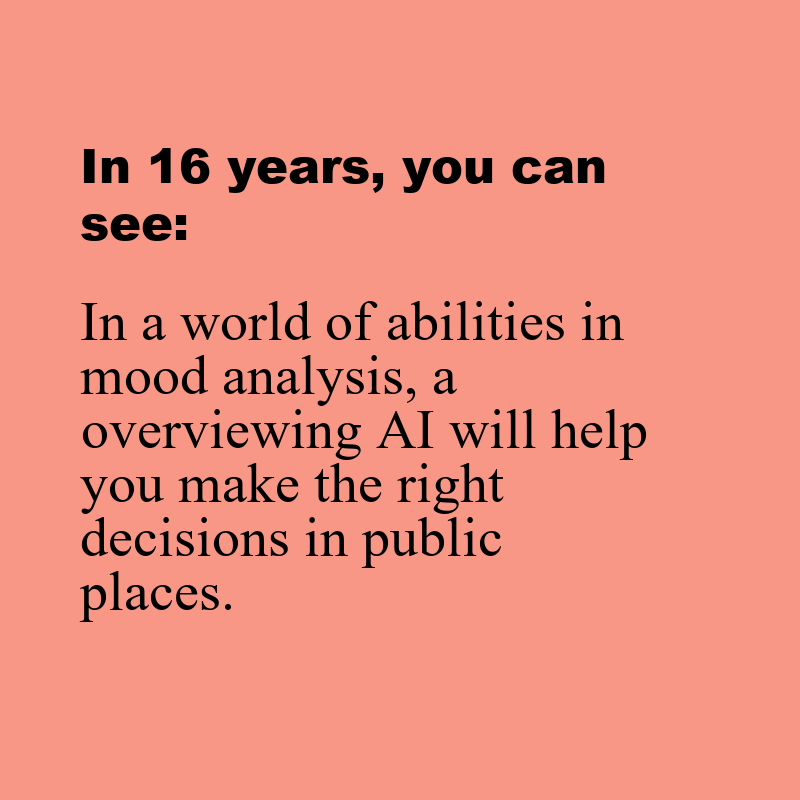 In 16 years, you can
see:
In a world of abilities in
mood analysis, a
overviewing AI will help
you make the right
decisions in public
places.